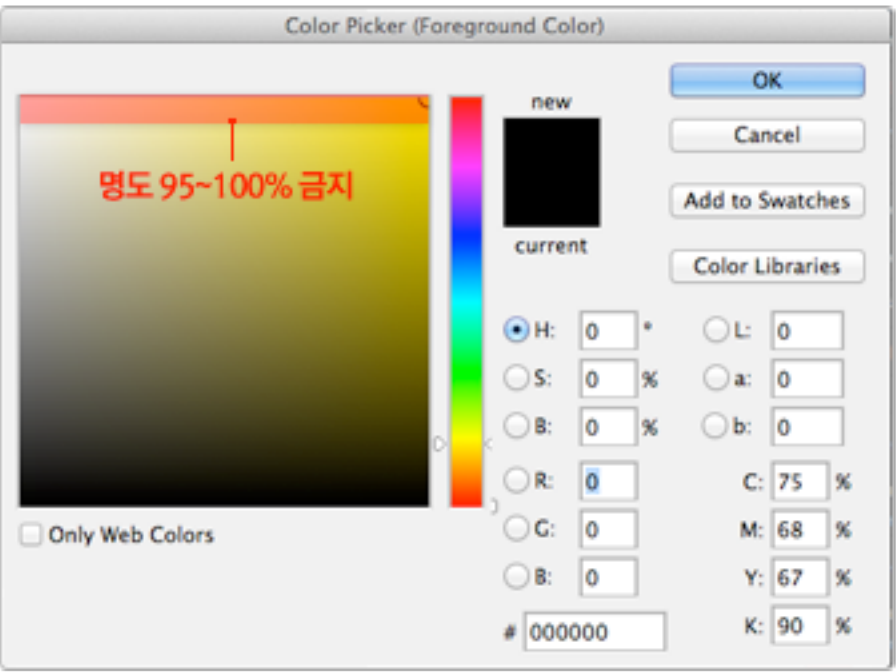 Color Picker (Foreground Color)
명도 95~100% 금지
Only Web Colors
new
current
OK
Cancel
Add to Swatches
Color Libraries
H: 0 °
S: 0 %
B: 0 %
R: 0
G: 0
B: 0
# 000000
L: 0
a: 0
b: 0
C: 75 %
M: 68 %
Y: 67 %
K: 90 %